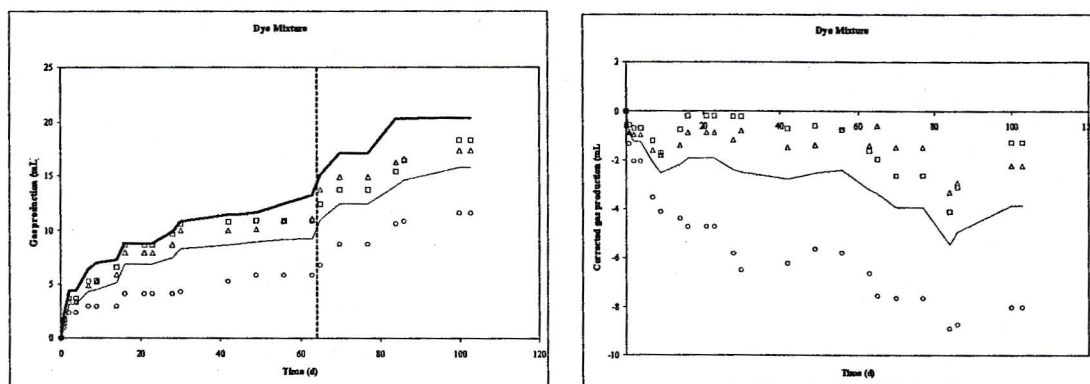 Dye Mixture
25
20
15
10
5
0
0 20 40 60 80 100 120
Gas production (mL)
Time (d)
Dye Mixture
2
0
-2
-4
-6
-8
-10
20 40 60 80 100
Corrected gas production (mL
Time (d)